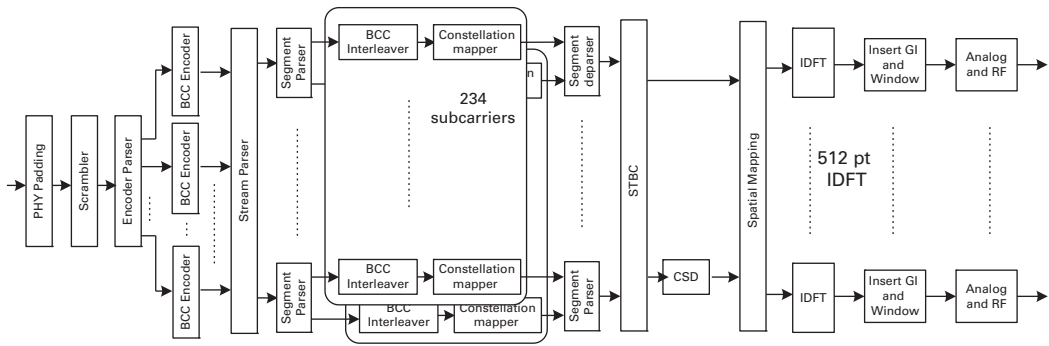 PHY Padding
Scrambler
Encoder Parser
BCC Encoder
BCC Encoder
BCC Encoder
Stream Parser
Segment
Parser
Segment
Parser
BCC
Interleaver
Constellation
mapper
n
234
subcarriers
BCC
Interleaver
Constellation
mapper
BCC
Interleaver
Constellation
mapper
Segment
deparser
Segment
Parser
STBC
CSD
Spatial Mapping
IDFT
Insert GI
and
Window
Analog
and RF
512 pt
IDFT
IDFT
Insert GI
and
Window
Analog
and RF